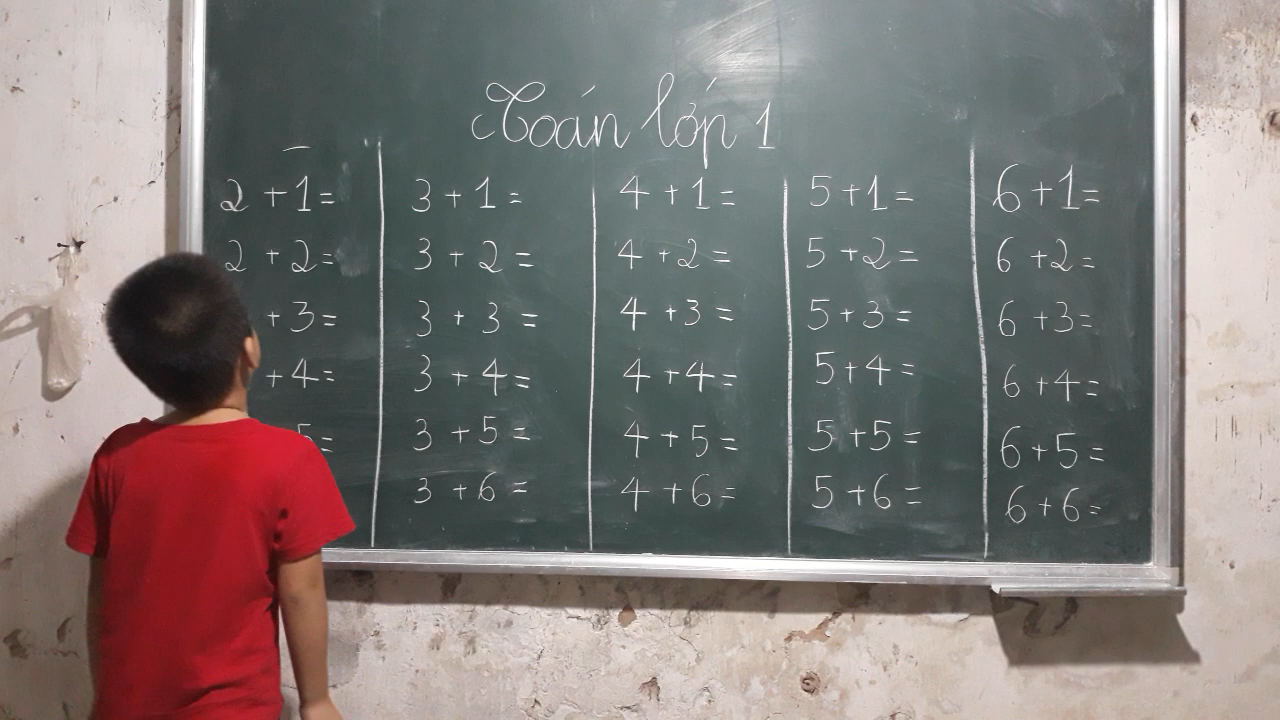 Toán lớp 1
2 + 1 = 3 + 1 = 4 + 1 = 5 + 1 = 6 + 1 =
2 + 2 = 3 + 2 = 4 + 2 = 5 + 2 = 6 + 2 =
+ 3 = 3 + 3 = 4 + 3 = 5 + 3 = 6 + 3 =
+ 4 = 3 + 4 = 4 + 4 = 5 + 4 = 6 + 4 =
5 = 3 + 5 = 4 + 5 = 5 + 5 = 6 + 5 =
3 + 6 = 4 + 6 = 5 + 6 = 6 + 6 =